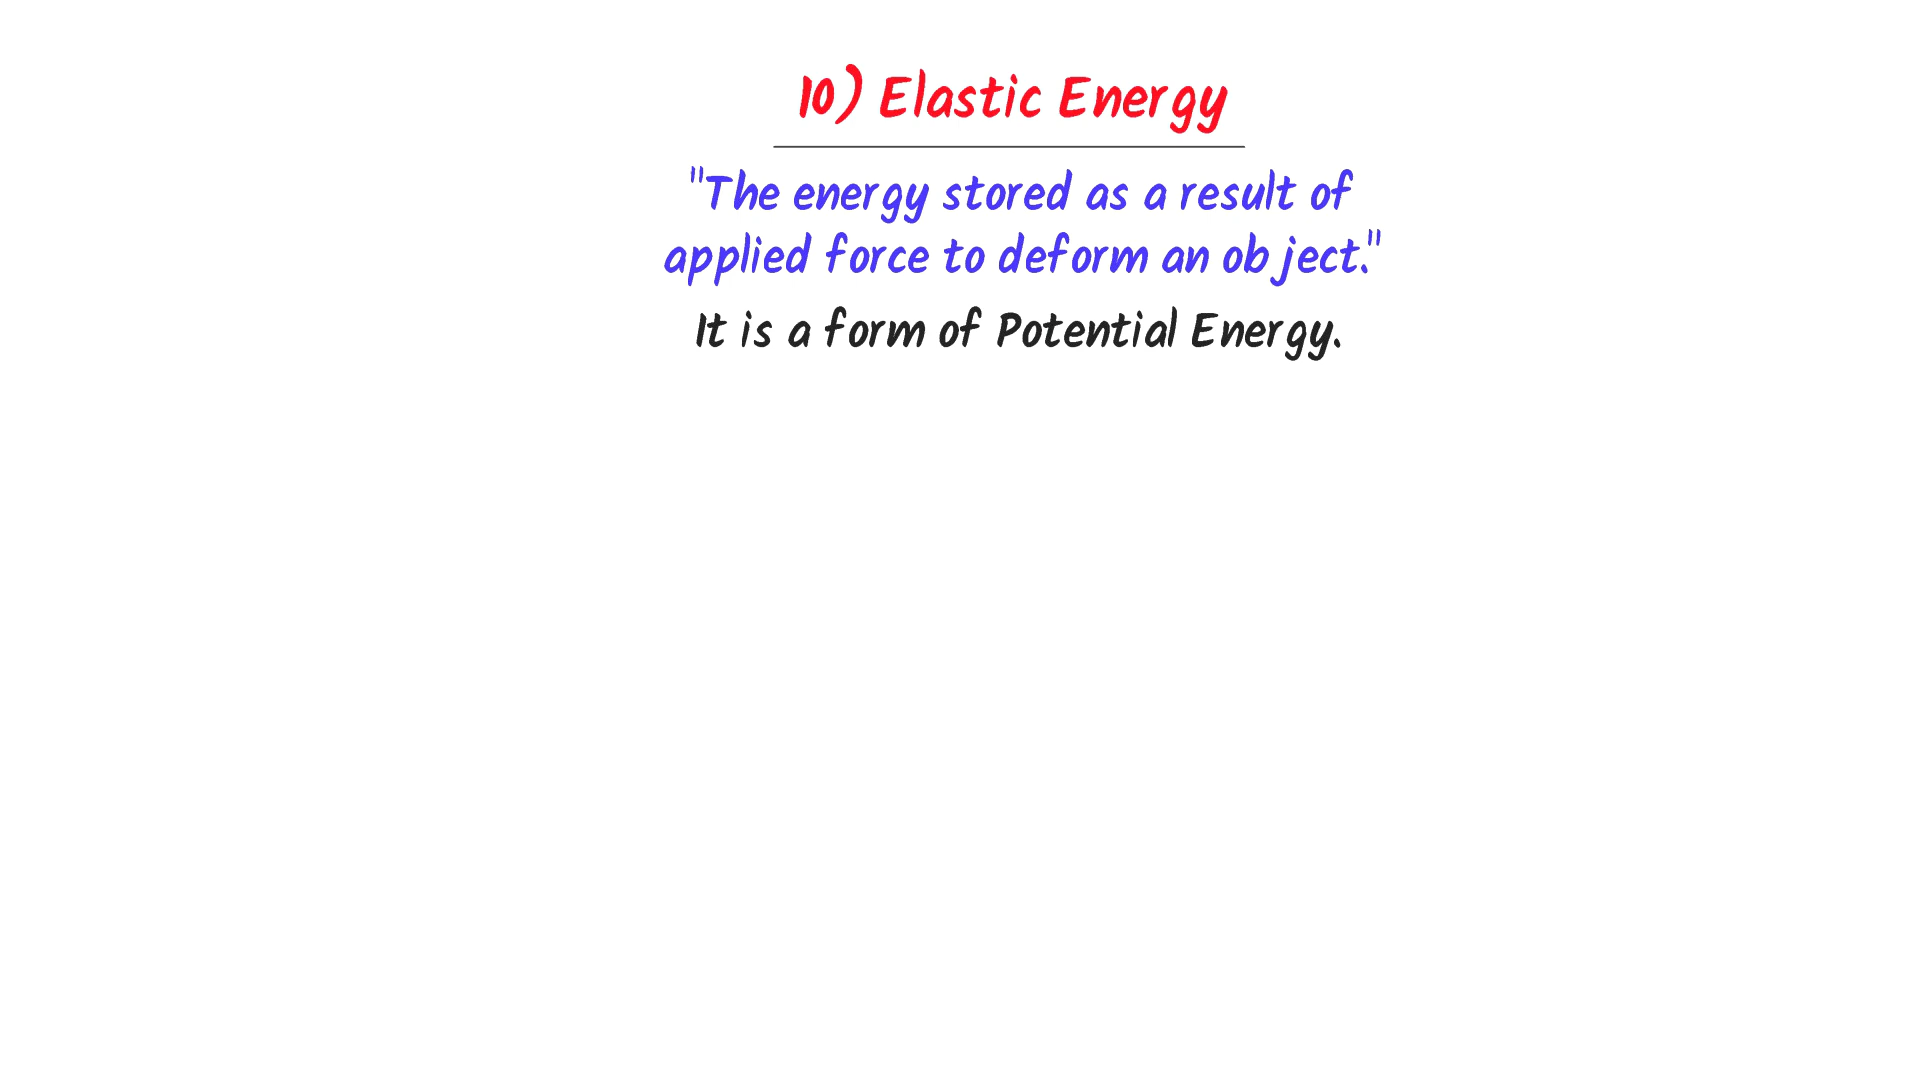 10) Elastic Energy
"The energy stored as a result of
applied force to deform an object."
It is a form of Potential Energy.